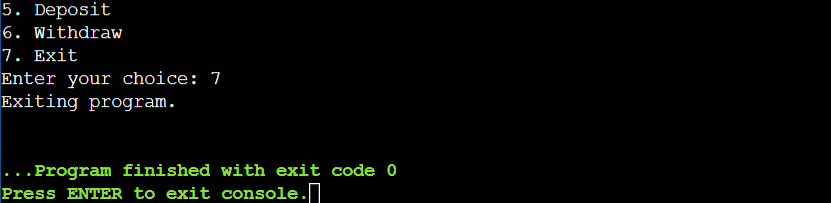 5. Deposit
6. Withdraw
7. Exit
Enter your choice: 7
Exiting program.
...Program finished with exit code 0
Press ENTER to exit console.